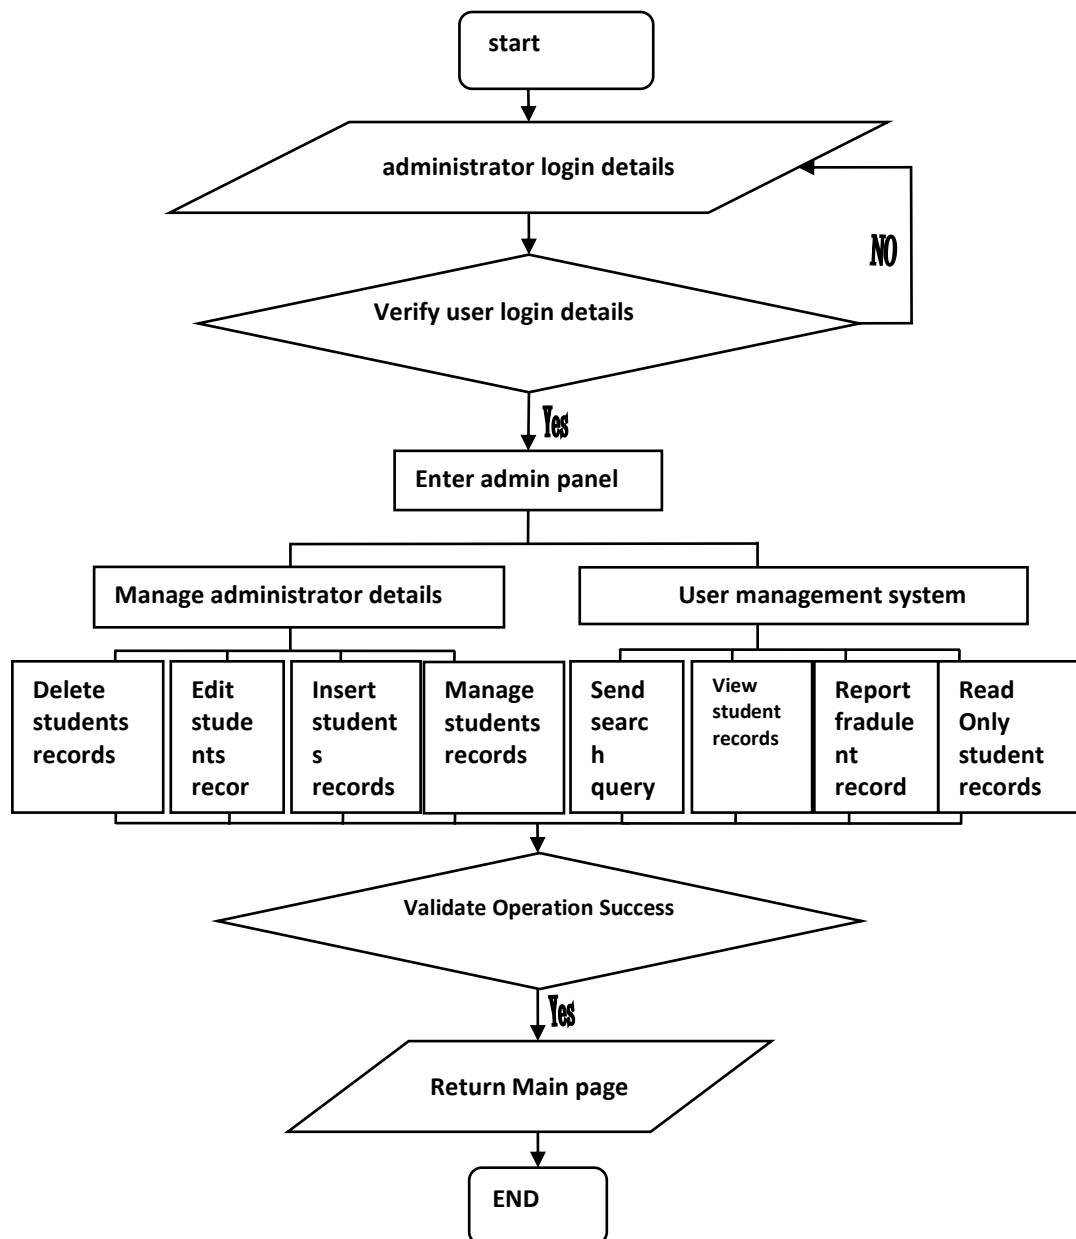 start
administrator login details
NO
Verify user login details
Yes
Enter admin panel
Manage administrator details
User management system
Delete
students
records
Edit
stude
nts
recor
Insert
student
s
records
Manage
students
records
Send
searc
h
query
View
student
records
Report
fradule
nt
record
Read
Only
student
records
Validate Operation Success
Yes
Return Main page
END